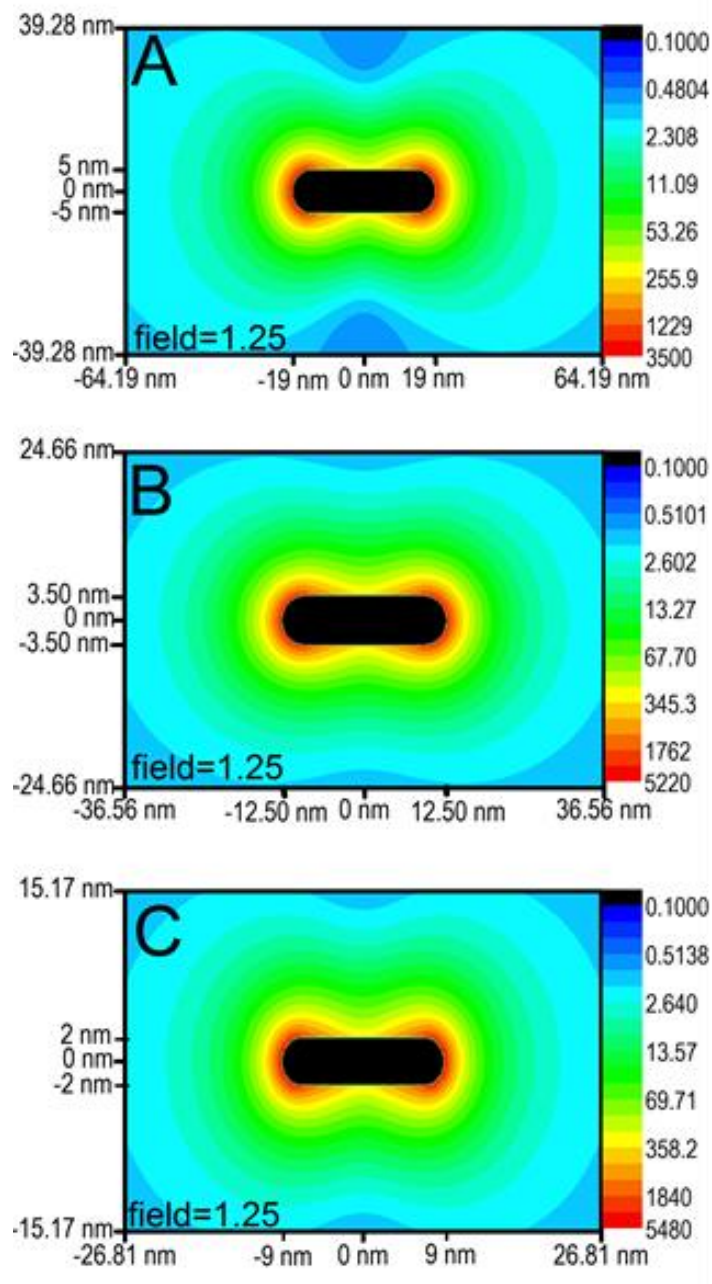 39.28 nm
A
5 nm
0 nm
-5 nm
field=1.25
-39.28 nm
-64.19 nm
-19 nm
0 nm
19 nm
64.19 nm
0.1000
0.4804
2.308
11.09
53.26
255.9
1229
3500
24.66 nm
B
3.50 nm
0 nm
-3.50 nm
field=1.25
-24.66 nm
-36.56 nm
-12.50 nm
0 nm
12.50 nm
36.56 nm
0.1000
0.5101
2.602
13.27
67.70
345.3
1762
5220
15.17 nm
C
2 nm
0 nm
-2 nm
field=1.25
-15.17 nm
-26.81 nm
-9 nm
0 nm
9 nm
26.81 nm
0.1000
0.5138
2.640
13.57
69.71
358.2
1840
5480